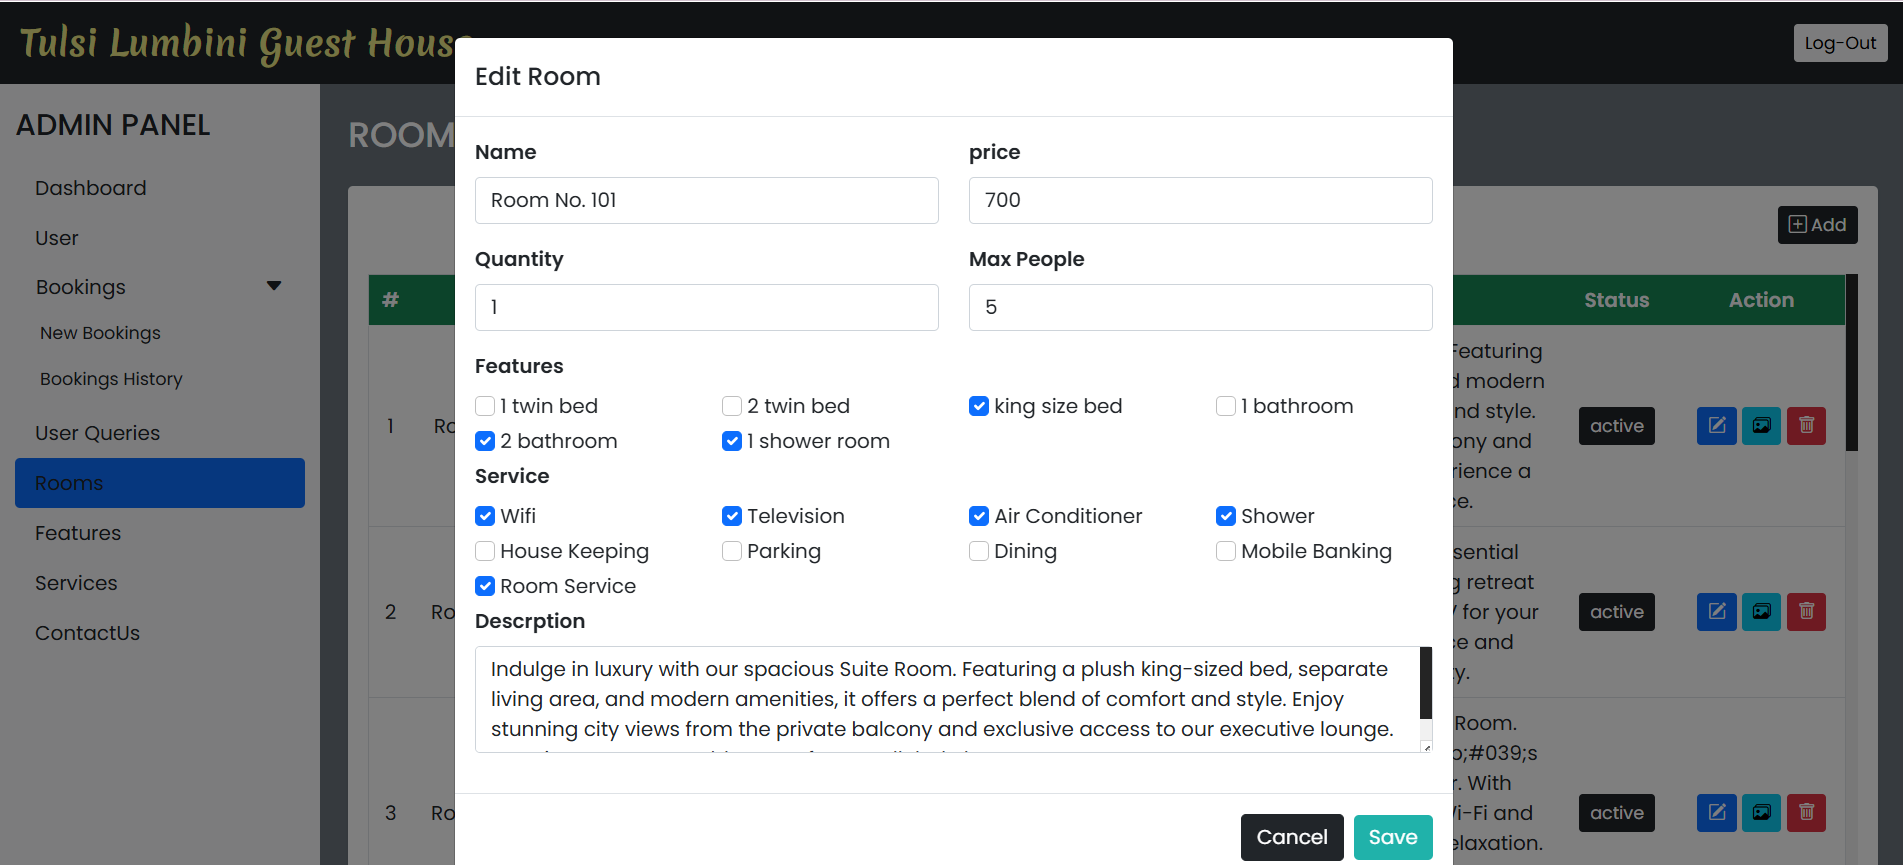 Tulsi Lumbini Guest House
Log-Out
ADMIN PANEL
Dashboard
User
Bookings
New Bookings
Bookings History
User Queries
Rooms
Features
Services
ContactUs
ROOM
Add
#
Status
Action
1
Featuring
modern
nd style.
ony and
rience a
e.
active
2
Ro
sential
g retreat
for your
e and
y.
active
3
Ro
Room.
;#039;s
r. With
i-Fi and
elaxation.
active
Edit Room
Name
price
Room No. 101
700
Quantity
Max People
1
5
Features
1 twin bed
2 twin bed
king size bed
1 bathroom
2 bathroom
1 shower room
Service
Wifi
Television
Air Conditioner
Shower
House Keeping
Parking
Dining
Mobile Banking
Room Service
Descrption
Indulge in luxury with our spacious Suite Room. Featuring a plush king-sized bed, separate
living area, and modern amenities, it offers a perfect blend of comfort and style. Enjoy
stunning city views from the private balcony and exclusive access to our executive lounge.
Cancel
Save